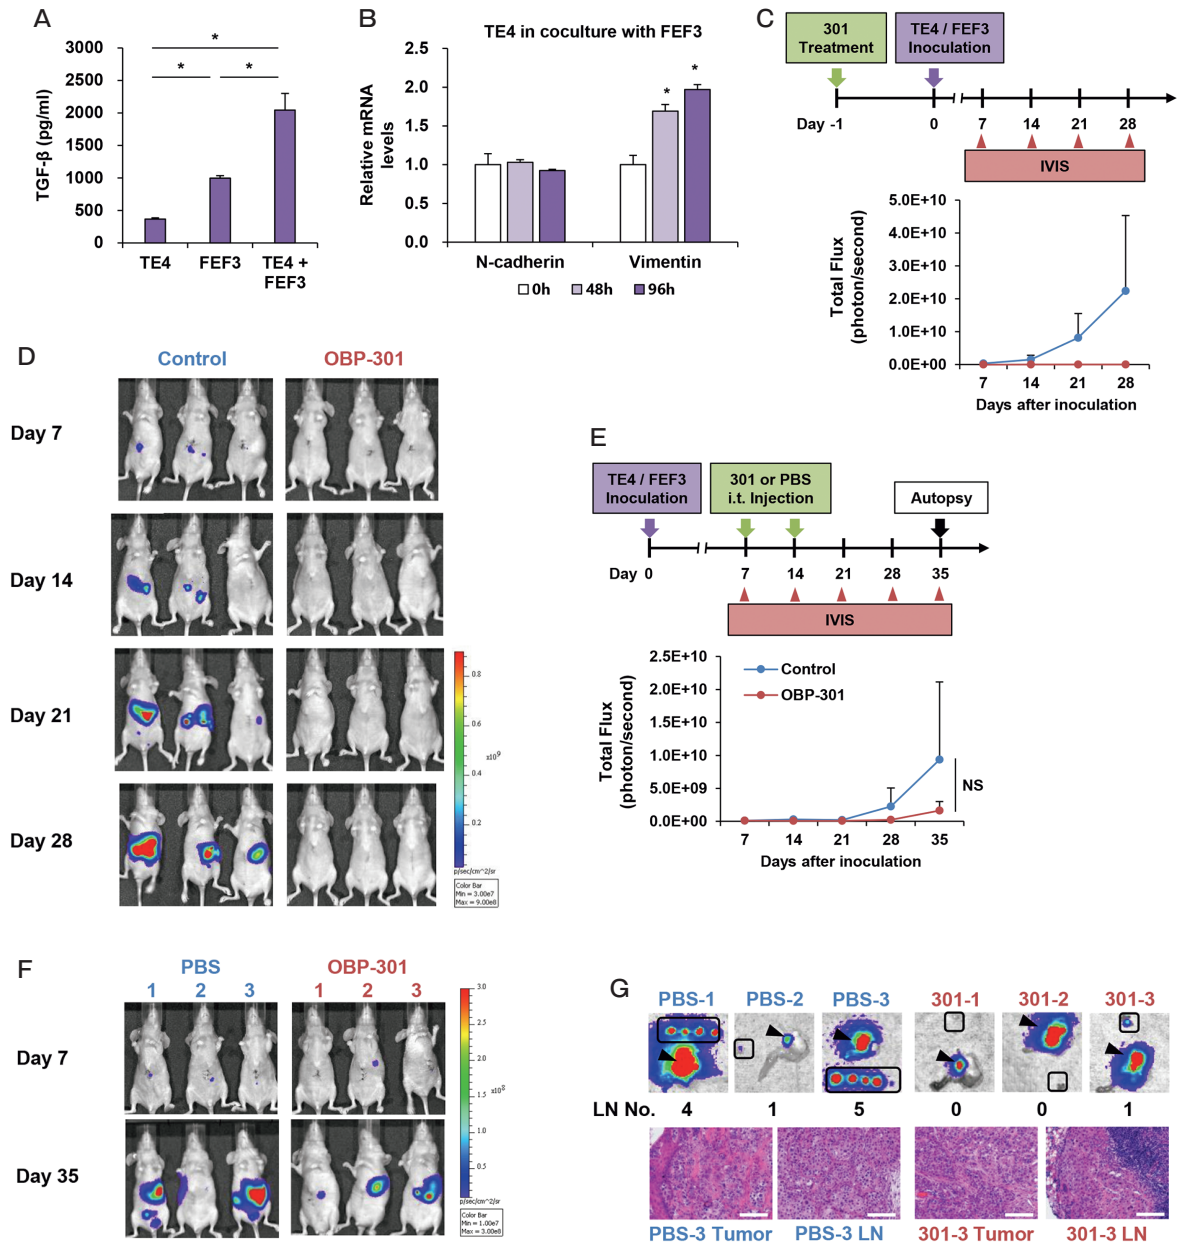 A
3000
2500
2000
1500
1000
500
0
TGF-β (pg/ml)
*
*
*
TE4
FEF3
TE4 +
FEF3
B
TE4 in coculture with FEF3
2.5
2.0
1.5
1.0
0.5
0.0
Relative mRNA
levels
*
*
N-cadherin
Vimentin
0h
48h
96h
C
301
Treatment
TE4 / FEF3
Inoculation
Day -1
0
7
14
21
28
IVIS
5.0E+10
4.0E+10
3.0E+10
2.0E+10
1.0E+10
0.0E+00
Total Flux
(photon/second)
7
14
21
28
Days after inoculation
D
Control
OBP-301
Day 7
Day 14
Day 21
Day 28
0.8
0.6
x10^9
0.4
0.2
p/sec/cm^2/sr
Color Bar
Min = 3.00e7
Max = 9.00e8
E
TE4 / FEF3
Inoculation
301 or PBS
i.t. Injection
Autopsy
Day
0
7
14
21
28
35
IVIS
2.5E+10
2.0E+10
1.5E+10
1.0E+10
5.0E+09
0.0E+00
Total Flux
(photon/second)
Control
OBP-301
NS
7
14
21
28
35
Days after inoculation
F
PBS
OBP-301
1
2
3
1
2
3
Day 7
Day 35
3.0
2.5
2.0
x10^8
1.5
1.0
0.5
p/sec/cm^2/sr
Color Bar
Min = 1.00e7
Max = 3.00e8
G
PBS-1
PBS-2
PBS-3
301-1
301-2
301-3
LN No.
4
1
5
0
0
1
PBS-3 Tumor
PBS-3 LN
301-3 Tumor
301-3 LN